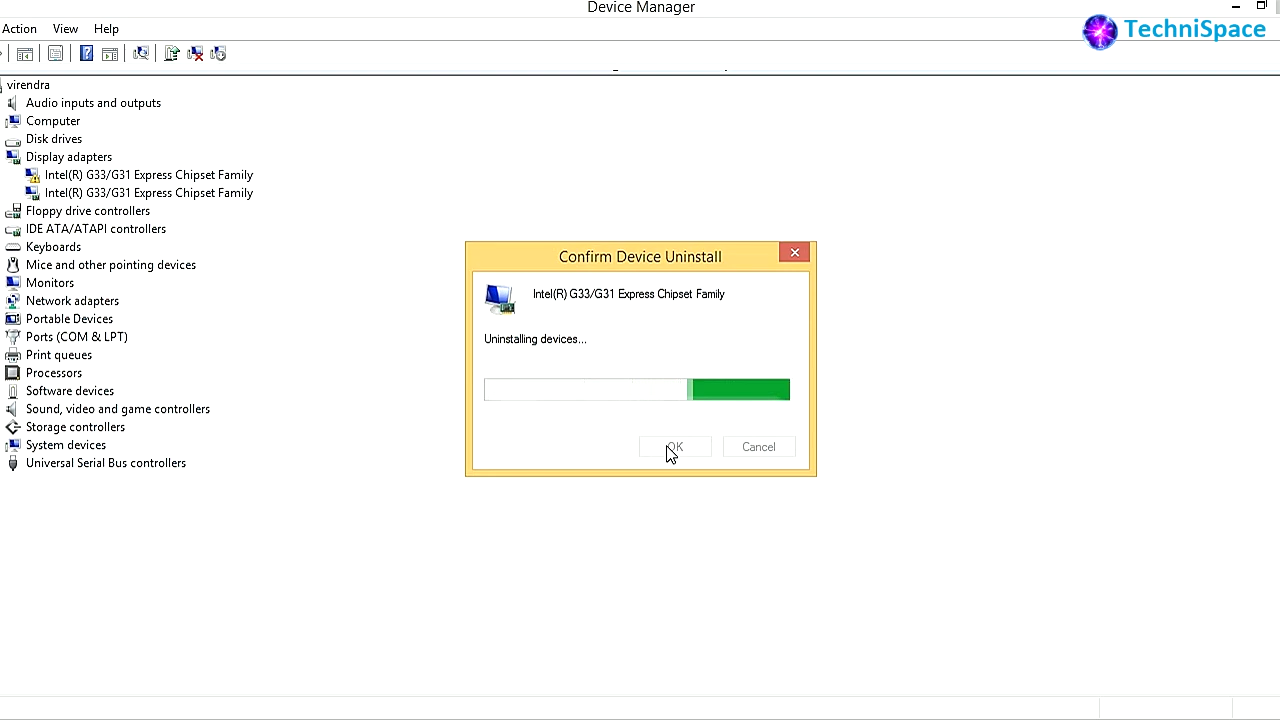 Device Manager
Action View Help
TechniSpace
virendra
Audio inputs and outputs
Computer
Disk drives
Display adapters
Intel(R) G33/G31 Express Chipset Family
Intel(R) G33/G31 Express Chipset Family
Floppy drive controllers
IDE ATA/ATAPI controllers
Keyboards
Mice and other pointing devices
Monitors
Network adapters
Portable Devices
Ports (COM & LPT)
Print queues
Processors
Software devices
Sound, video and game controllers
Storage controllers
System devices
Universal Serial Bus controllers
Confirm Device Uninstall
Intel(R) G33/G31 Express Chipset Family
Uninstalling devices...
OK Cancel